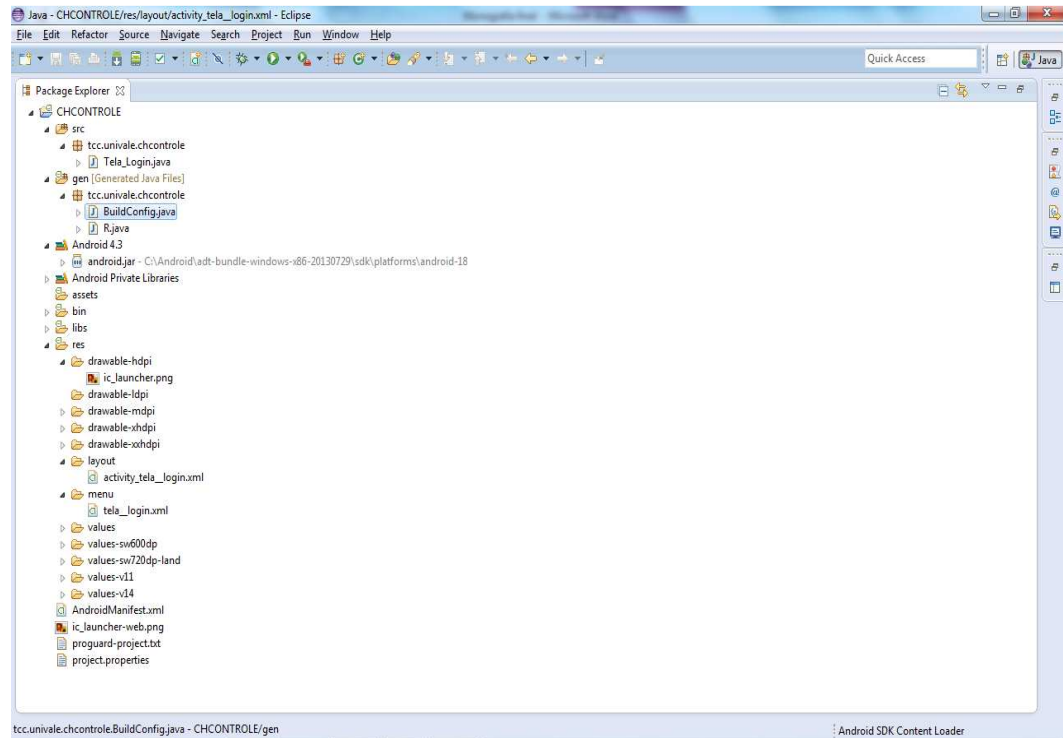 Java - CHCONTROLE/res/layout/activity_tela__login.xml - Eclipse
File Edit Refactor Source Navigate Search Project Run Window Help
Quick Access
Java
Package Explorer
CHCONTROLE
src
tcc.univale.chcontrole
Tela_Login.java
gen [Generated Java Files]
tcc.univale.chcontrole
BuildConfig.java
R.java
Android 4.3
android.jar - C:\Android\adt-bundle-windows-x86-20130729\sdk\platforms\android-18
Android Private Libraries
assets
bin
libs
res
drawable-hdpi
ic_launcher.png
drawable-ldpi
drawable-mdpi
drawable-xhdpi
drawable-xxhdpi
layout
activity_tela__login.xml
menu
tela__login.xml
values
values-sw600dp
values-sw720dp-land
values-v11
values-v14
AndroidManifest.xml
ic_launcher-web.png
proguard-project.txt
project.properties
tcc.univale.chcontrole.BuildConfig.java - CHCONTROLE/gen
Android SDK Content Loader